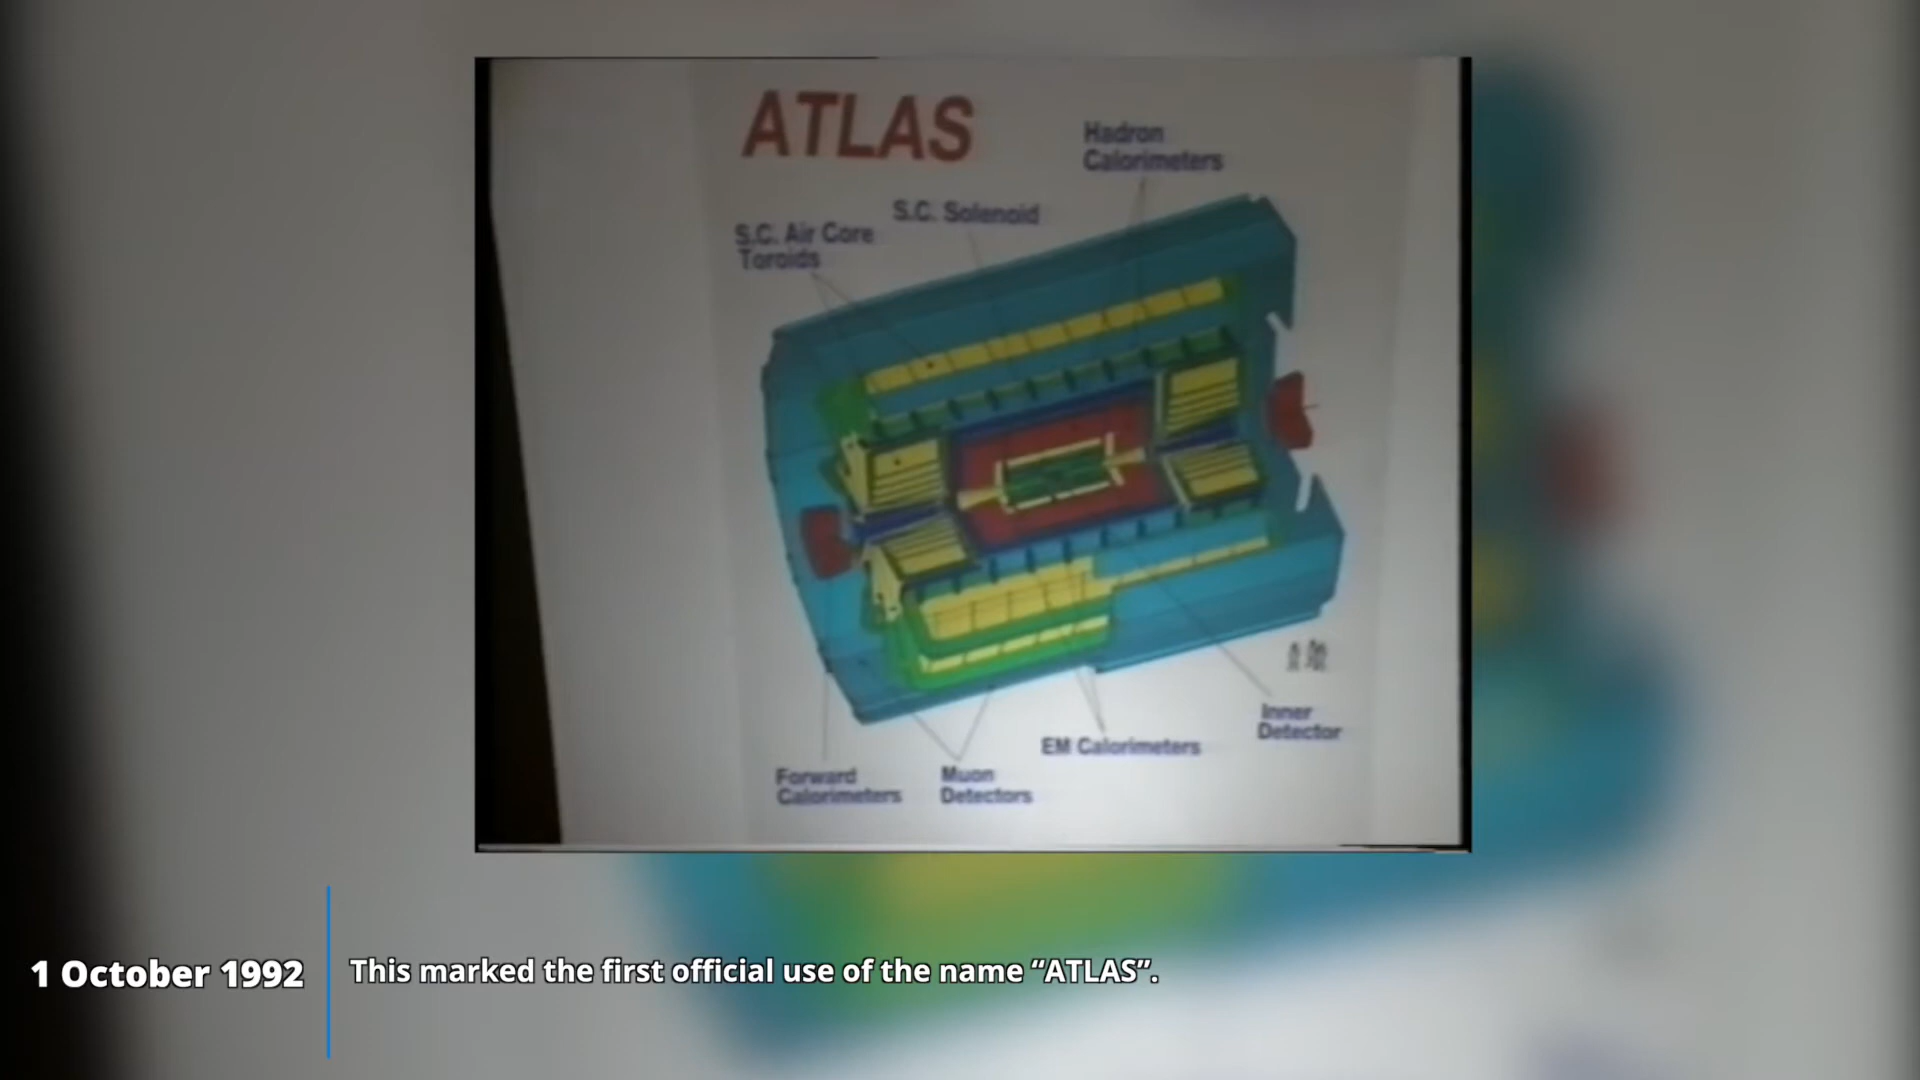 ATLAS
Hadron
Calorimeters
S.C. Solenoid
S.C. Air Core
Toroids
Inner
Detector
EM Calorimeters
Forward
Calorimeters
Muon
Detectors
1 October 1992
This marked the first official use of the name “ATLAS”.